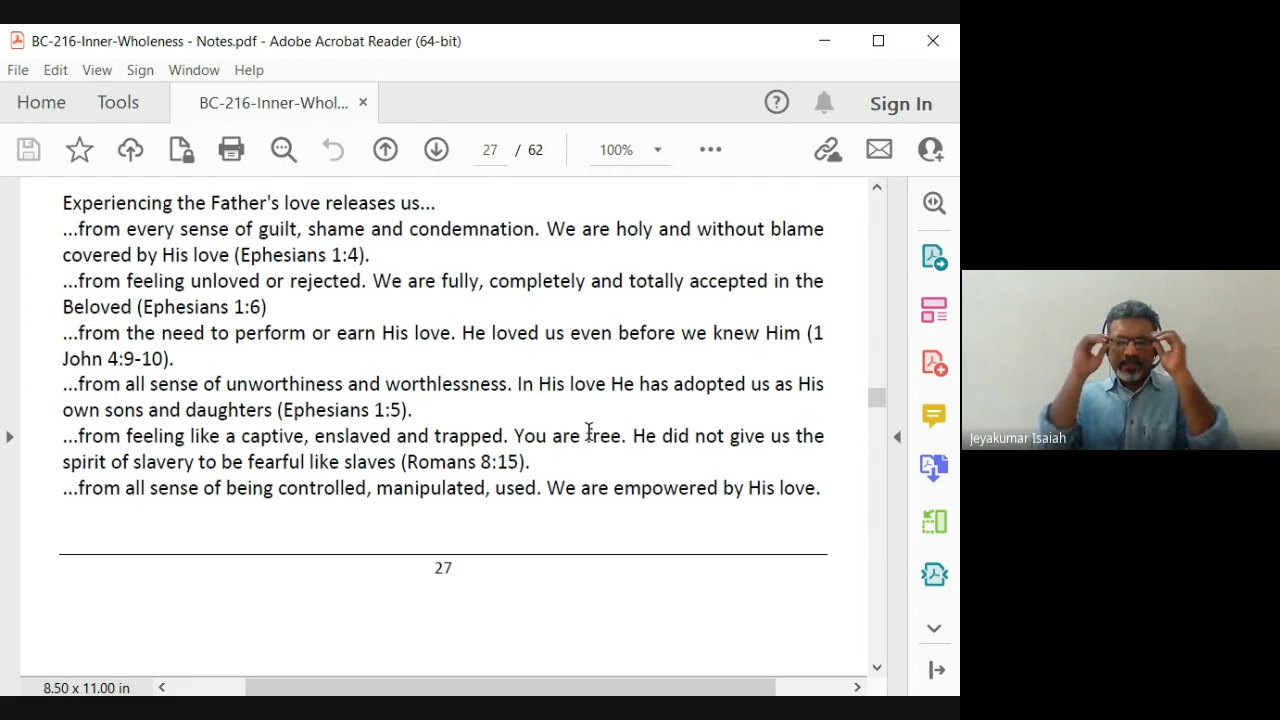 BC-216-Inner-Wholeness - Notes.pdf - Adobe Acrobat Reader (64-bit)
File Edit View Sign Window Help
Home Tools BC-216-Inner-Whol... × Sign In
27 / 62 100%
Experiencing the Father's love releases us...
...from every sense of guilt, shame and condemnation. We are holy and without blame
covered by His love (Ephesians 1:4).
...from feeling unloved or rejected. We are fully, completely and totally accepted in the
Beloved (Ephesians 1:6)
...from the need to perform or earn His love. He loved us even before we knew Him (1
John 4:9-10).
...from all sense of unworthiness and worthlessness. In His love He has adopted us as His
own sons and daughters (Ephesians 1:5).
...from feeling like a captive, enslaved and trapped. You are free. He did not give us the
spirit of slavery to be fearful like slaves (Romans 8:15).
...from all sense of being controlled, manipulated, used. We are empowered by His love.
27
8.50 x 11.00 in
Jeyakumar Isaiah